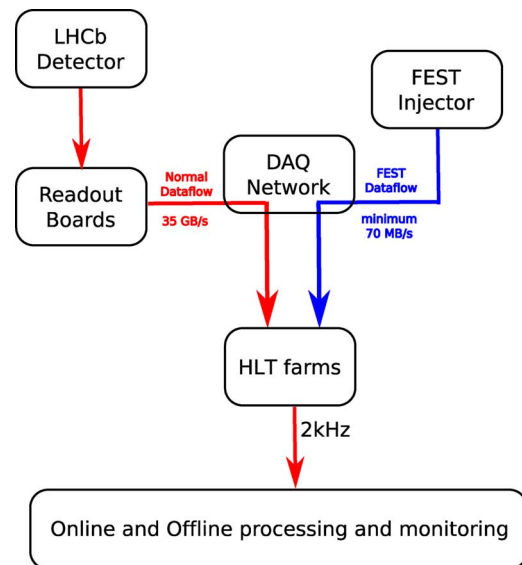 LHCb
Detector
FEST
Injector
Readout
Boards
Normal
Dataflow
35 GB/s
DAQ
Network
FEST
Dataflow
minimum
70 MB/s
HLT farms
2kHz
Online and Offline processing and monitoring